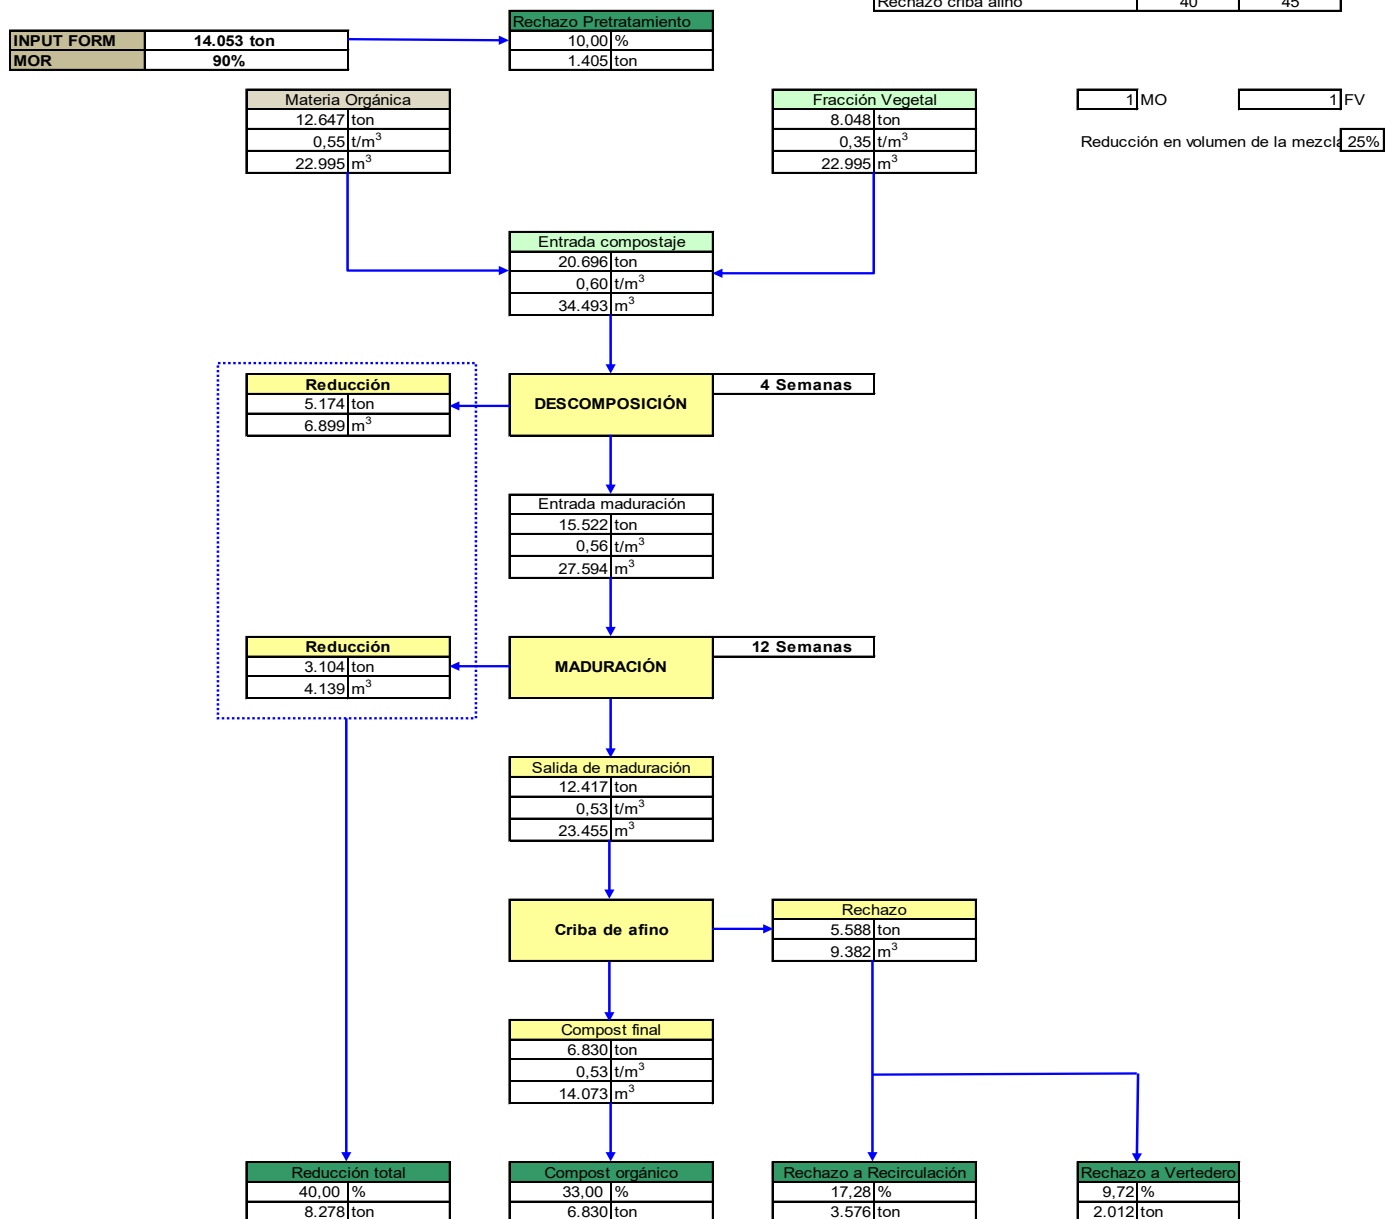 Rechazo criba afino 40 45
Rechazo Pretratamiento
INPUT FORM 14.053 ton 10,00 %
MOR 90% 1.405 ton
Materia Orgánica Fracción Vegetal 1 MO 1 FV
12.647 ton 8.048 ton
0,55 t/m³ 0,35 t/m³ Reducción en volumen de la mezcla 25%
22.995 m³ 22.995 m³
Entrada compostaje
20.696 ton
0,60 t/m³
34.493 m³
Reducción DESCOMPOSICIÓN 4 Semanas
5.174 ton
6.899 m³
Entrada maduración
15.522 ton
0,56 t/m³
27.594 m³
Reducción MADURACIÓN 12 Semanas
3.104 ton
4.139 m³
Salida de maduración
12.417 ton
0,53 t/m³
23.455 m³
Criba de afino Rechazo
5.588 ton
9.382 m³
Compost final
6.830 ton
0,53 t/m³
14.073 m³
Reducción total Compost orgánico Rechazo a Recirculación Rechazo a Vertedero
40,00 % 33,00 % 17,28 % 9,72 %
8.278 ton 6.830 ton 3.576 ton 2.012 ton